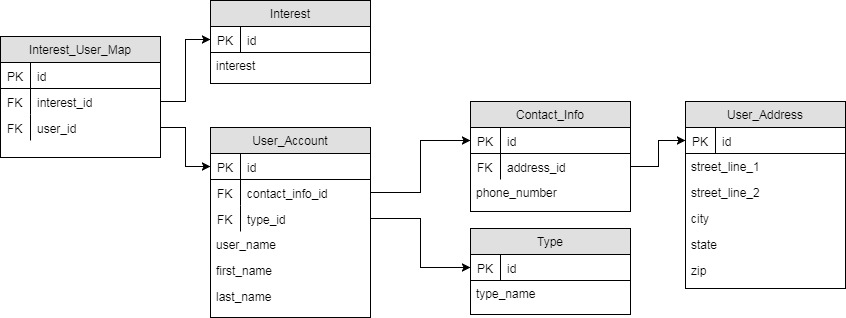 Interest
PK id
interest
Interest_User_Map
PK id
FK interest_id
FK user_id
User_Account
PK id
FK contact_info_id
FK type_id
user_name
first_name
last_name
Contact_Info
PK id
FK address_id
phone_number
Type
PK id
type_name
User_Address
PK id
street_line_1
street_line_2
city
state
zip